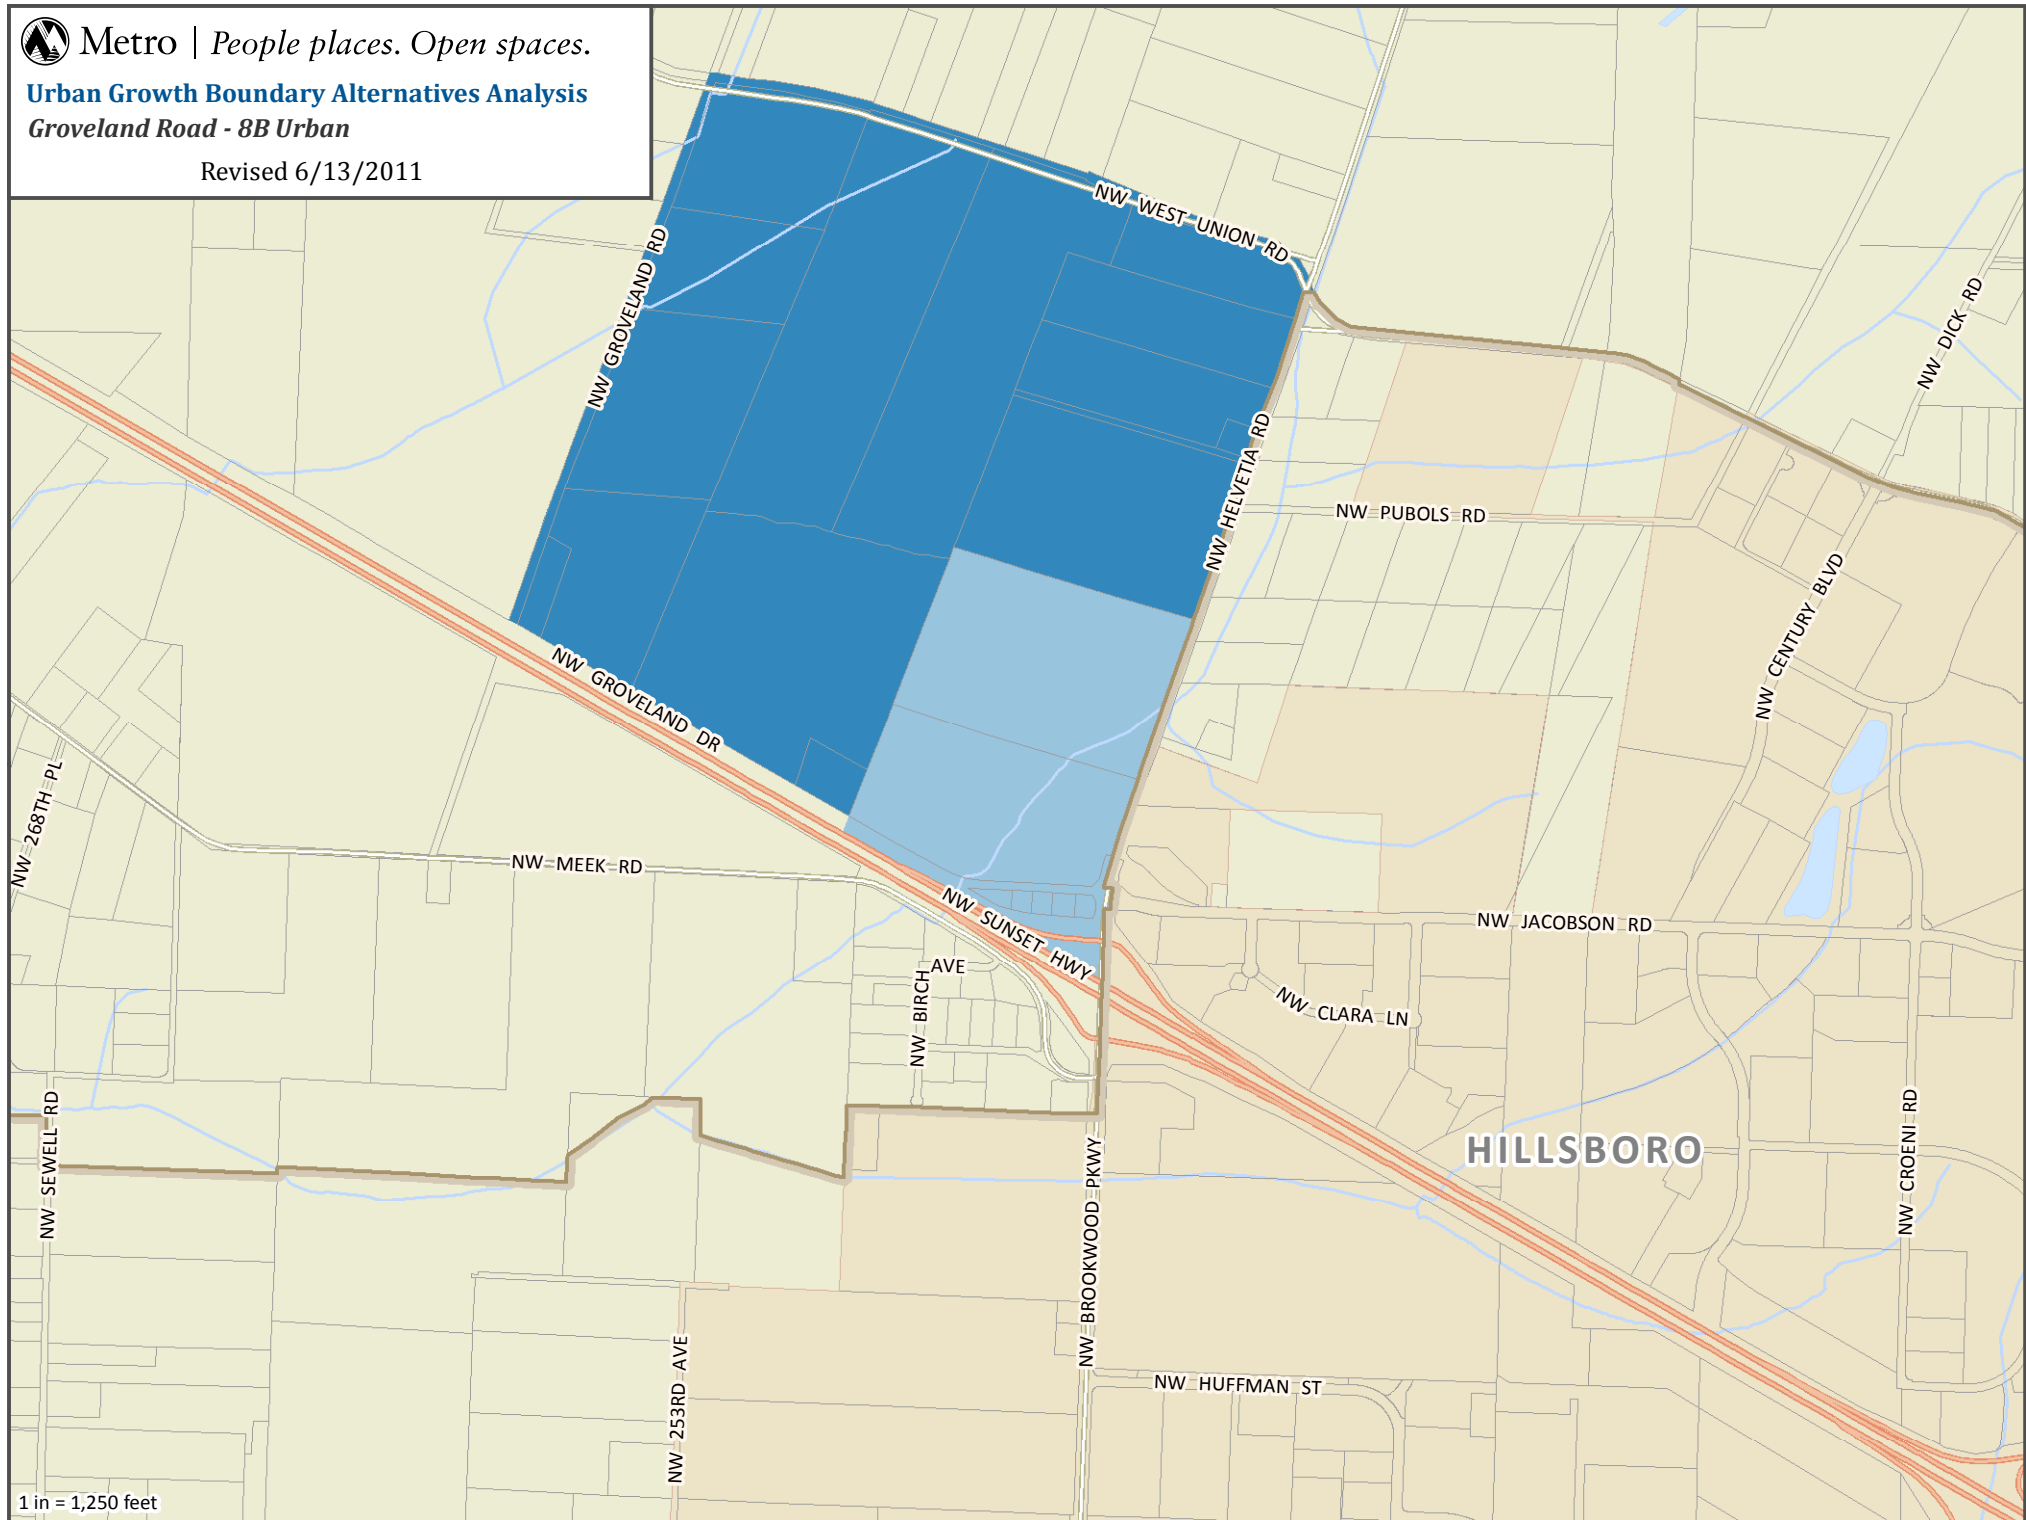 Metro | People places. Open spaces.
Urban Growth Boundary Alternatives Analysis
Groveland Road - 8B Urban
Revised 6/13/2011
NW WEST UNION RD
NW GROVELAND RD
NW DICK RD
NW HELVETIA RD
NW PUBOLS RD
NW CENTURY BLVD
NW GROVELAND DR
NW 268TH PL
NW MEEK RD
NW SUNSET HWY
NW JACOBSON RD
NW BIRCH AVE
NW CLARA LN
NW SEWELL RD
HILLSBORO
NW CROENI RD
NW BROOKWOOD PKWY
NW 253RD AVE
NW HUFFMAN ST
1 in = 1,250 feet